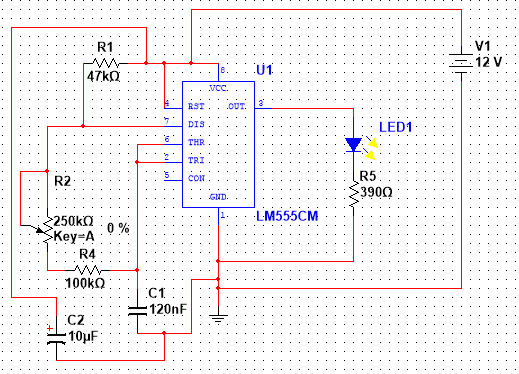 V1
12 V
R1
47kΩ
U1
8
VCC
4
RST
OUT
3
7
DIS
6
THR
2
TRI
5
CON
GND
1
LM555CM
LED1
R5
390Ω
R2
250kΩ
Key=A
0 %
R4
100kΩ
C1
120nF
C2
10µF
+